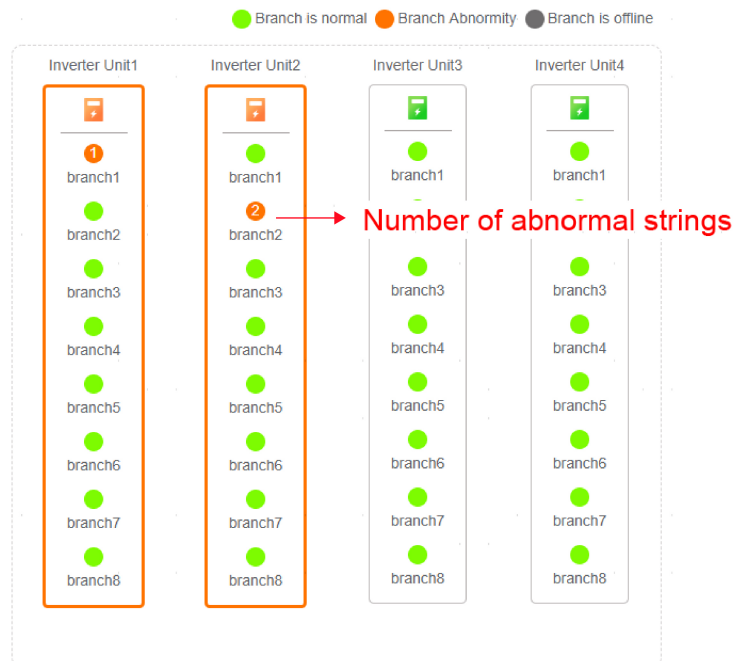 Branch is normal Branch Abnormity Branch is offline
Inverter Unit1 Inverter Unit2 Inverter Unit3 Inverter Unit4
1
branch1 branch1 branch1 branch1
2 Number of abnormal strings
branch2 branch2
branch3 branch3 branch3 branch3
branch4 branch4 branch4 branch4
branch5 branch5 branch5 branch5
branch6 branch6 branch6 branch6
branch7 branch7 branch7 branch7
branch8 branch8 branch8 branch8